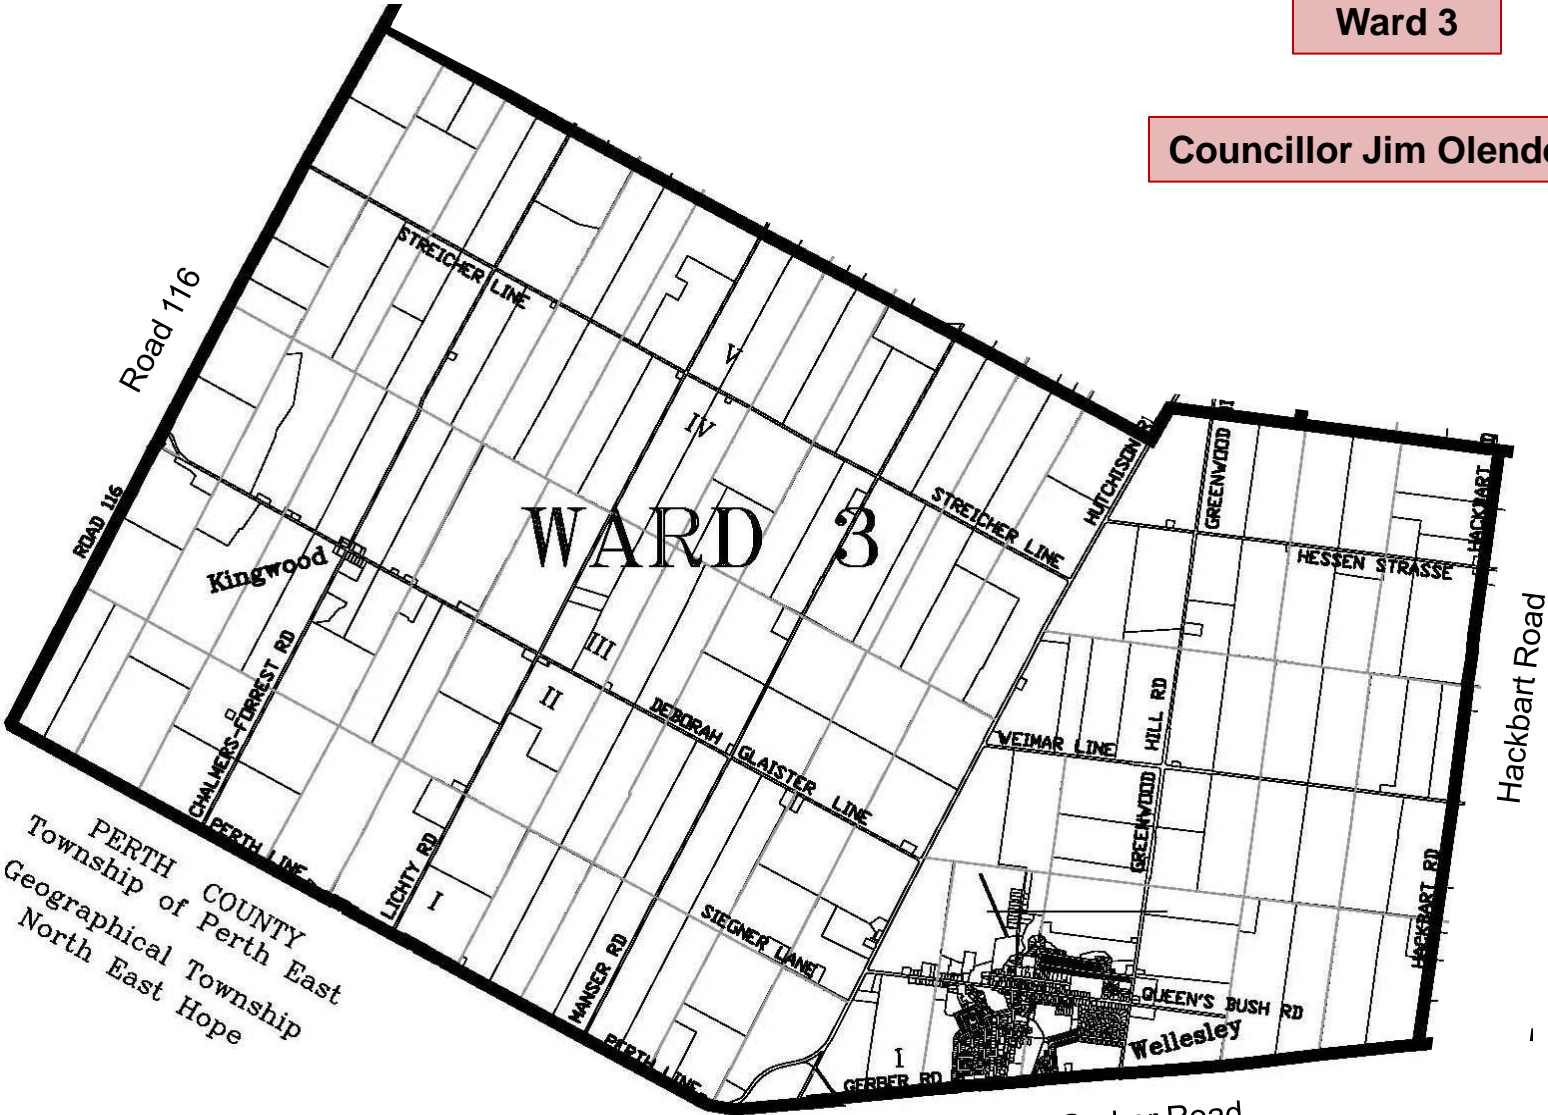 Ward 3
Councillor Jim
Road 116
STREICHER LINE
V
IV
WARD 3
STREICHER LINE
HUTCHISON
GREENWOOD
HACKBART
HESSEN STRASSE
ROAD 116
Kingwood
III
II
CHALMERS-FORREST RD
DEBORAH GLAISTER LINE
WEIMAR LINE
HILL RD
GREENWOOD
Hackbart Road
PERTH LINE
LICHTY RD
I
MANSER RD
SIEGNER LANE
HACKBART RD
QUEEN'S BUSH RD
Wellesley
PERTH COUNTY
Township of Perth East
Geographical Township
North East Hope
PERTH LINE
I
GERBER RD
Road